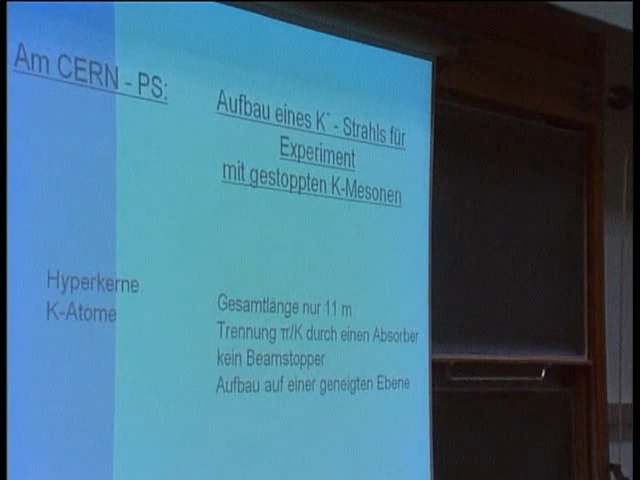 Am CERN - PS:
Aufbau eines K⁻ - Strahls für
Experiment
mit gestoppten K-Mesonen
Hyperkerne
K-Atome
Gesamtlänge nur 11 m
Trennung π/K durch einen Absorber
kein Beamstopper
Aufbau auf einer geneigten Ebene